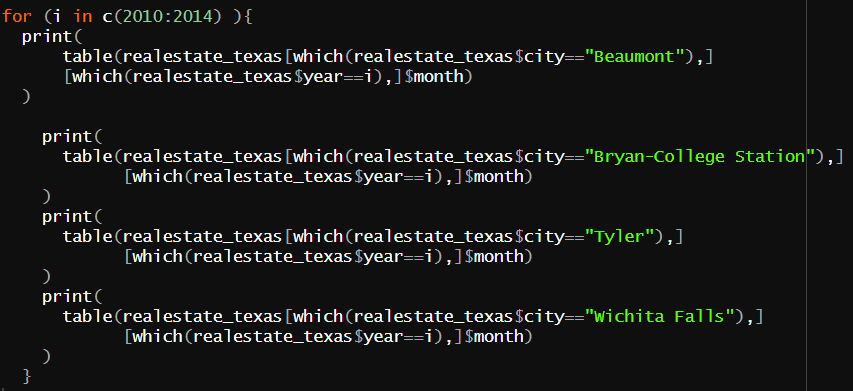 for (i in c(2010:2014) ){
  print(
      table(realestate_texas[which(realestate_texas$city=="Beaumont"),]
      [which(realestate_texas$year==i),]$month)
  )

    print(
      table(realestate_texas[which(realestate_texas$city=="Bryan-College Station"),]
            [which(realestate_texas$year==i),]$month)
    )
    print(
      table(realestate_texas[which(realestate_texas$city=="Tyler"),]
            [which(realestate_texas$year==i),]$month)
    )
    print(
      table(realestate_texas[which(realestate_texas$city=="Wichita Falls"),]
            [which(realestate_texas$year==i),]$month)
    )
  }